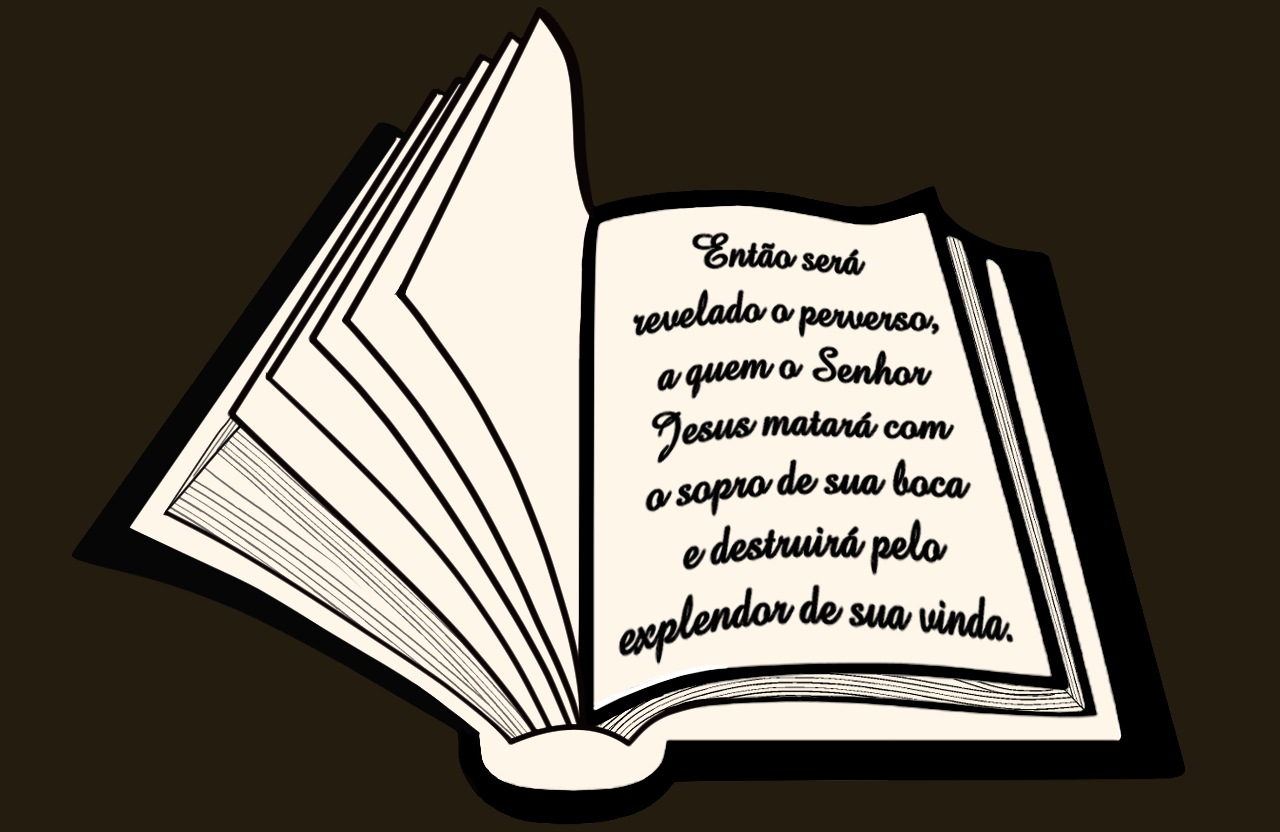 Então será
revelado o perverso,
a quem o Senhor
Jesus matará com
o sopro de sua boca
e destruirá pelo
explendor de sua vinda.